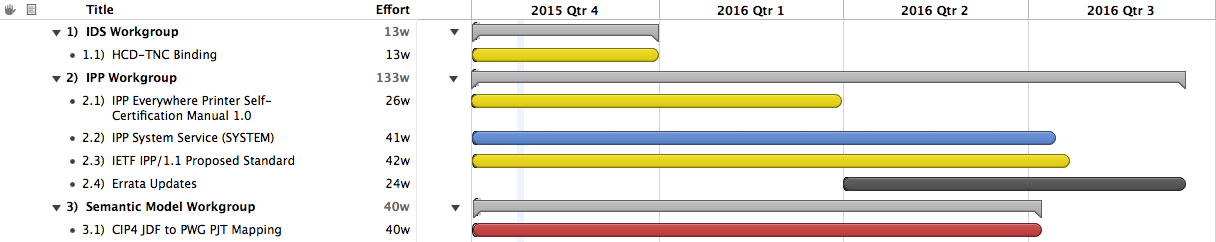 Title Effort 2015 Qtr 4 2016 Qtr 1 2016 Qtr 2 2016 Qtr 3
1) IDS Workgroup 13w
1.1) HCD-TNC Binding 13w
2) IPP Workgroup 133w
2.1) IPP Everywhere Printer Self- 26w
Certification Manual 1.0
2.2) IPP System Service (SYSTEM) 41w
2.3) IETF IPP/1.1 Proposed Standard 42w
2.4) Errata Updates 24w
3) Semantic Model Workgroup 40w
3.1) CIP4 JDF to PWG PJT Mapping 40w